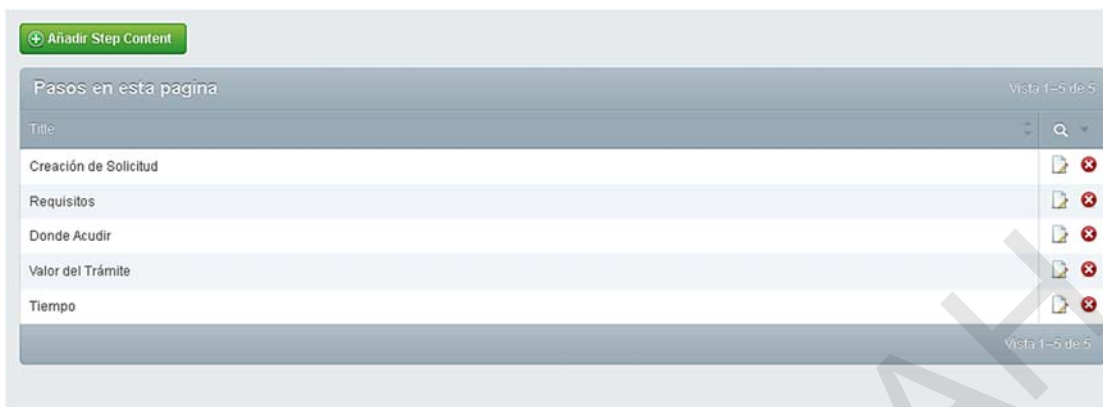 Añadir Step Content
Pasos en esta pagina Vista 1–5 de 5
Title
Creación de Solicitud
Requisitos
Donde Acudir
Valor del Trámite
Tiempo
Vista 1–5 de 5